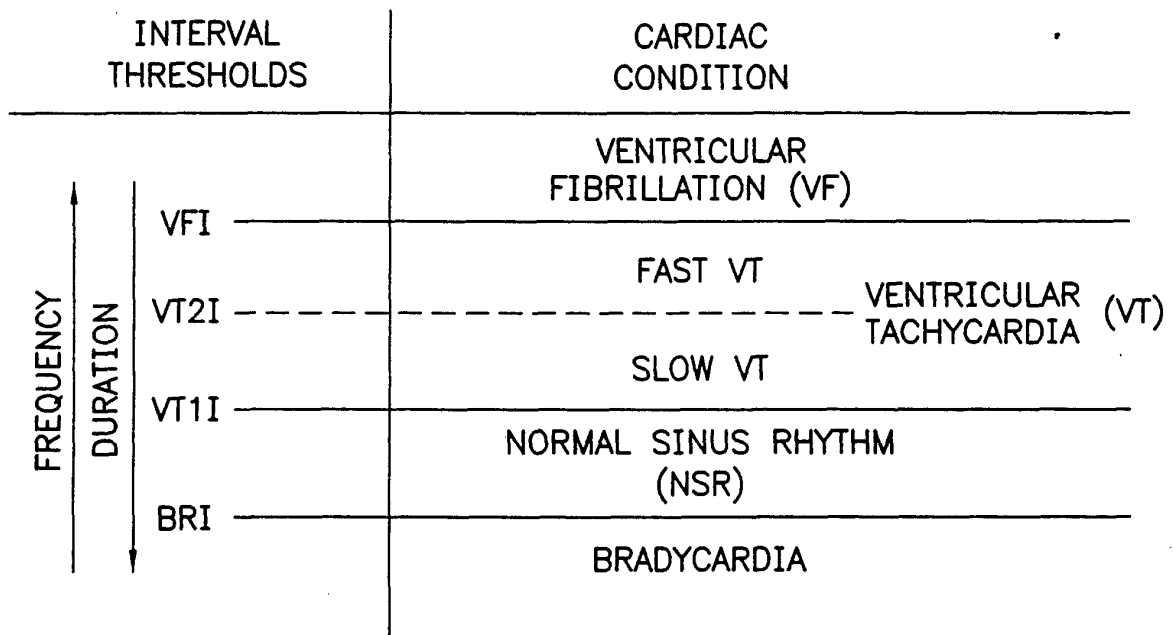 INTERVAL
THRESHOLDS
CARDIAC
CONDITION
VENTRICULAR
FIBRILLATION (VF)
VFI
FAST VT
VT2I
VENTRICULAR
TACHYCARDIA (VT)
SLOW VT
VT1I
NORMAL SINUS RHYTHM
(NSR)
BRI
BRADYCARDIA
FREQUENCY
DURATION